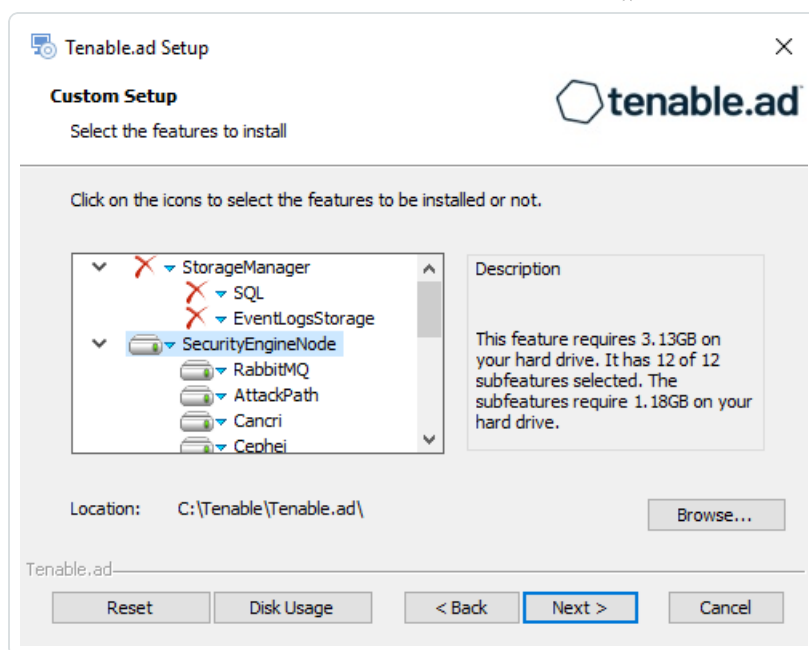 Tenable.ad Setup
Custom Setup
tenable.ad
Select the features to install
Click on the icons to select the features to be installed or not.
StorageManager
SQL
EventLogsStorage
SecurityEngineNode
RabbitMQ
AttackPath
Cancri
Cephei
Description
This feature requires 3.13GB on
your hard drive. It has 12 of 12
subfeatures selected. The
subfeatures require 1.18GB on your
hard drive.
Location: C:\Tenable\Tenable.ad\
Browse...
Tenable.ad
Reset Disk Usage < Back Next > Cancel